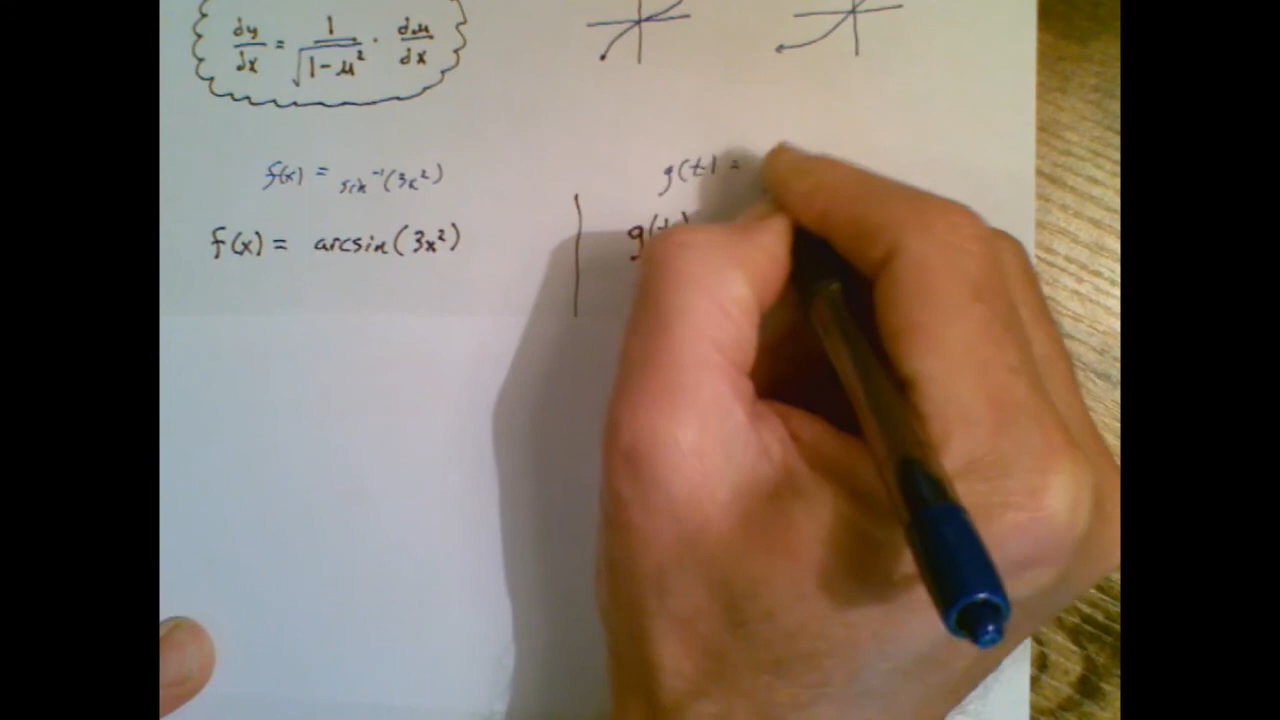 dy/dx = 1/√(1-u²) · du/dx
f(x) = sin⁻¹(3x²)
g(t) =
f(x) = arcsin(3x²)
g(t)